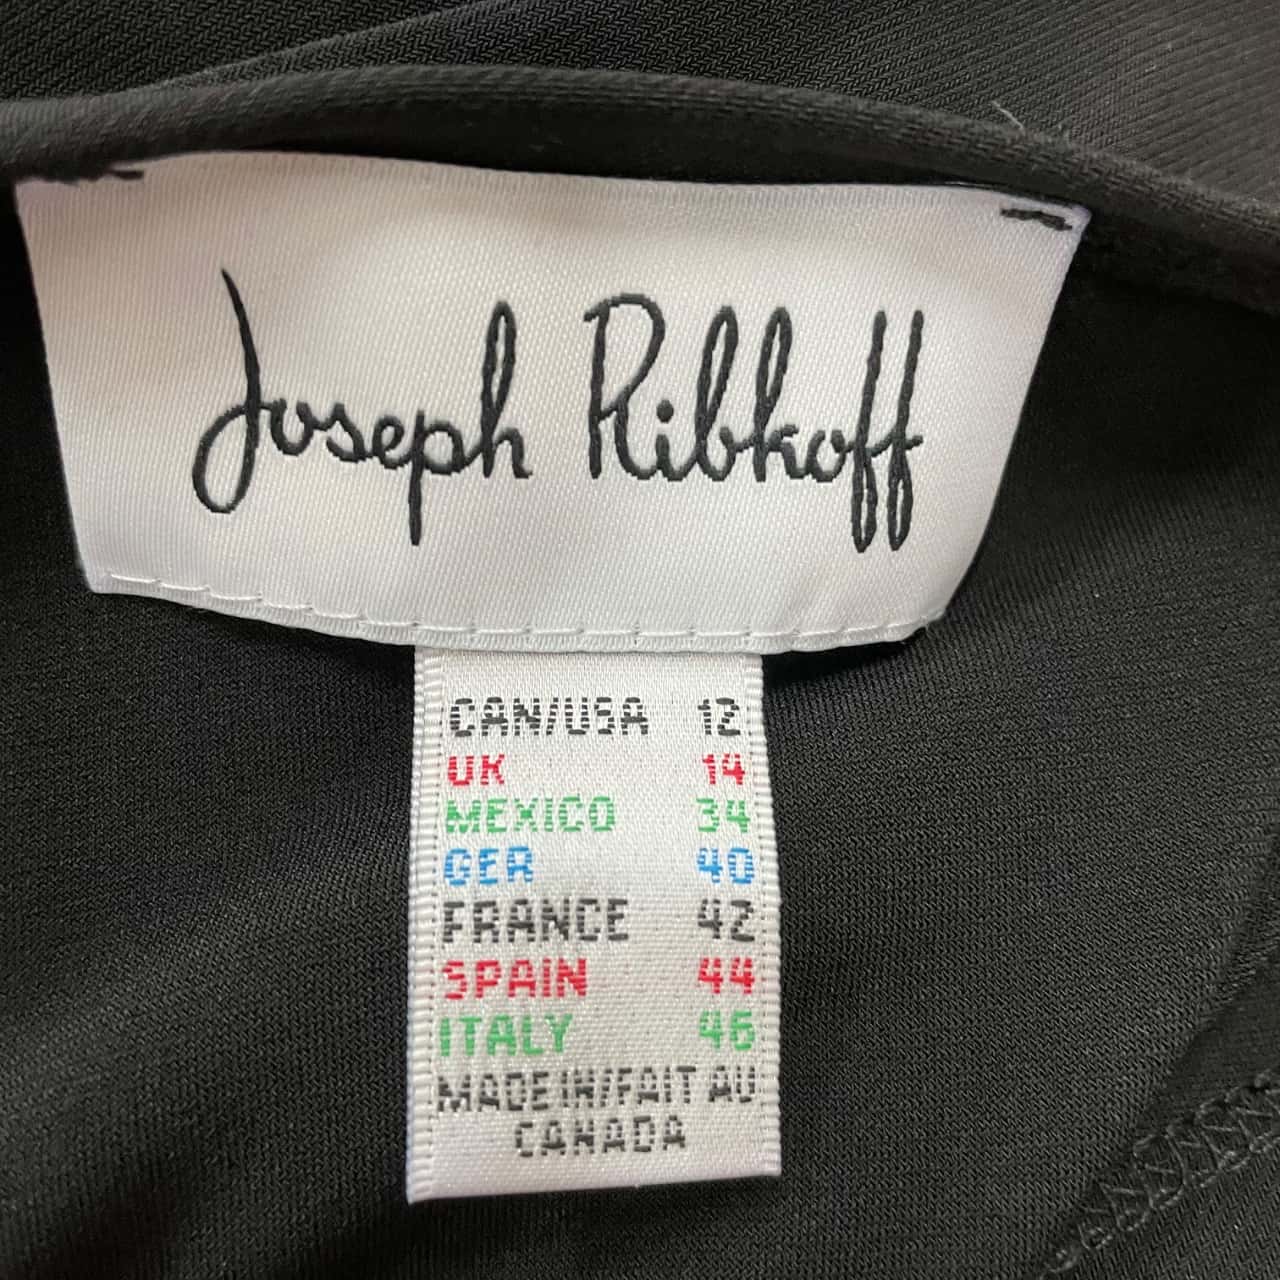 Joseph Ribkoff
CAN/USA 12
UK 14
MEXICO 34
GER 40
FRANCE 42
SPAIN 44
ITALY 46
MADE IN/FAIT AU
CANADA